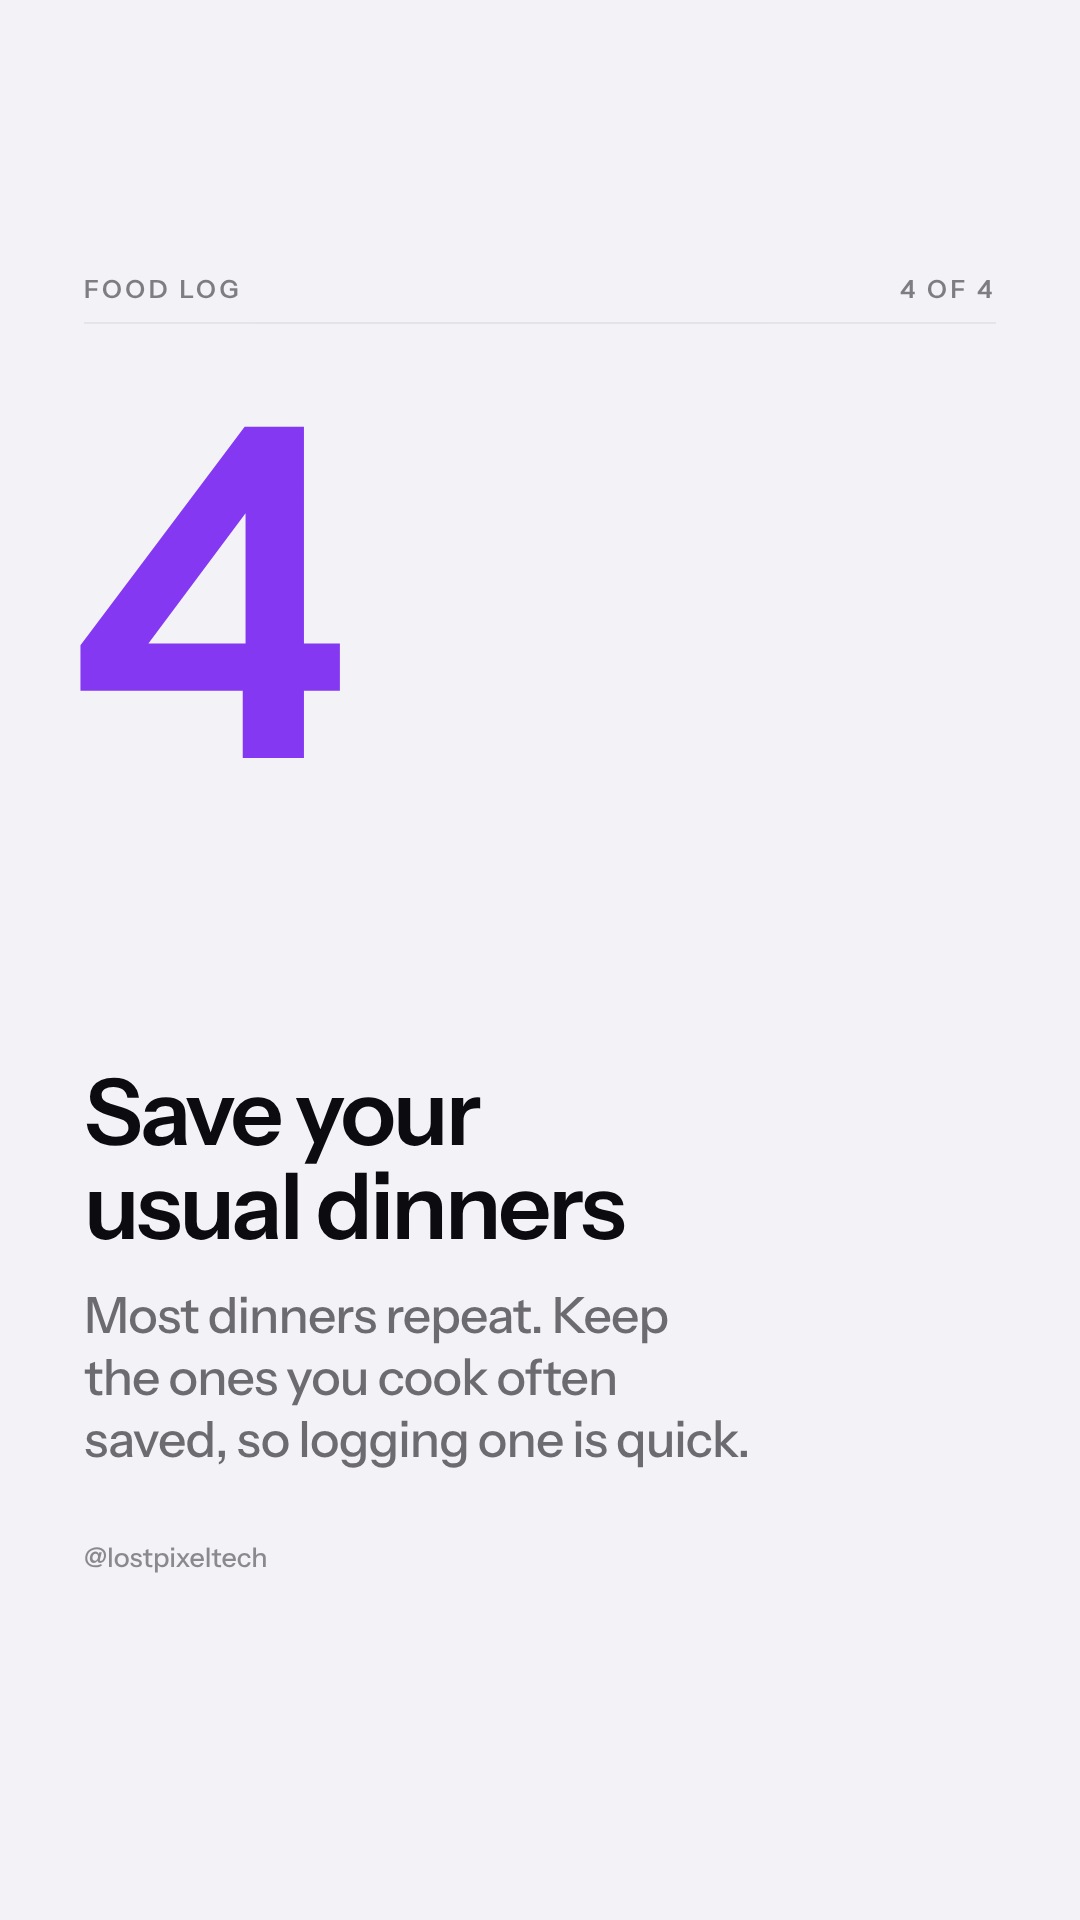 FOOD LOG
4 OF 4
4
Save your
usual dinners
Most dinners repeat. Keep
the ones you cook often
saved, so logging one is quick.
@lostpixeltech